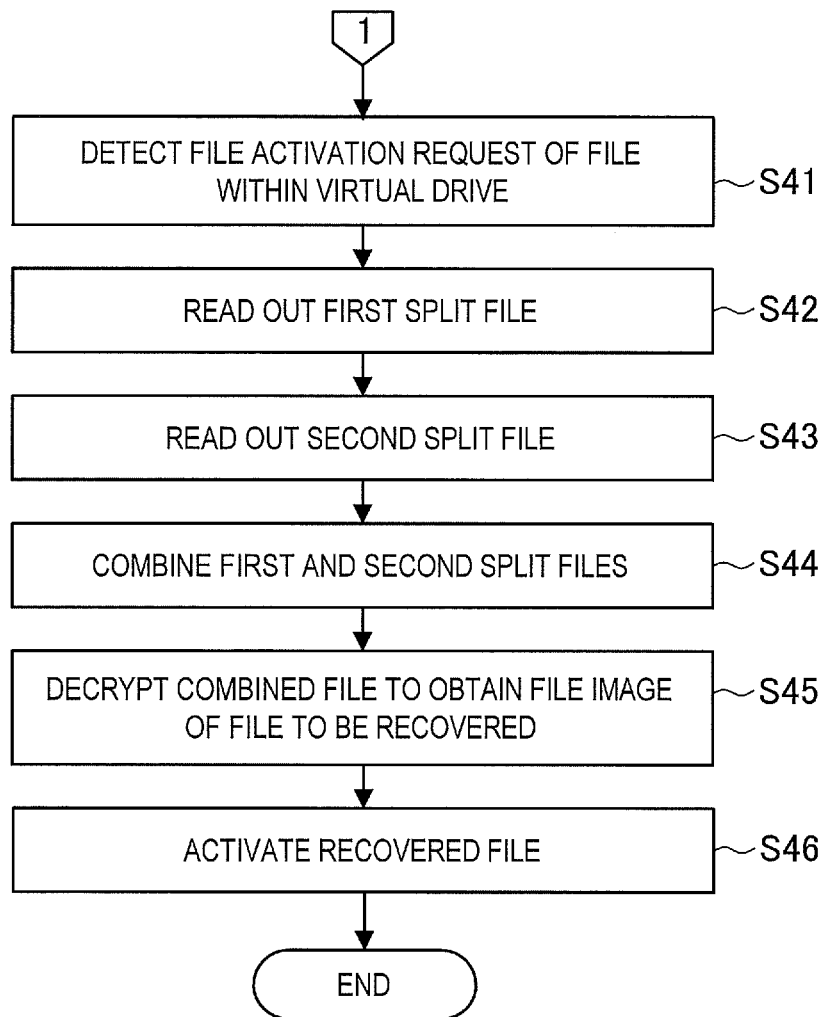 1
DETECT FILE ACTIVATION REQUEST OF FILE
WITHIN VIRTUAL DRIVE
S41
READ OUT FIRST SPLIT FILE
S42
READ OUT SECOND SPLIT FILE
S43
COMBINE FIRST AND SECOND SPLIT FILES
S44
DECRYPT COMBINED FILE TO OBTAIN FILE IMAGE
OF FILE TO BE RECOVERED
S45
ACTIVATE RECOVERED FILE
S46
END